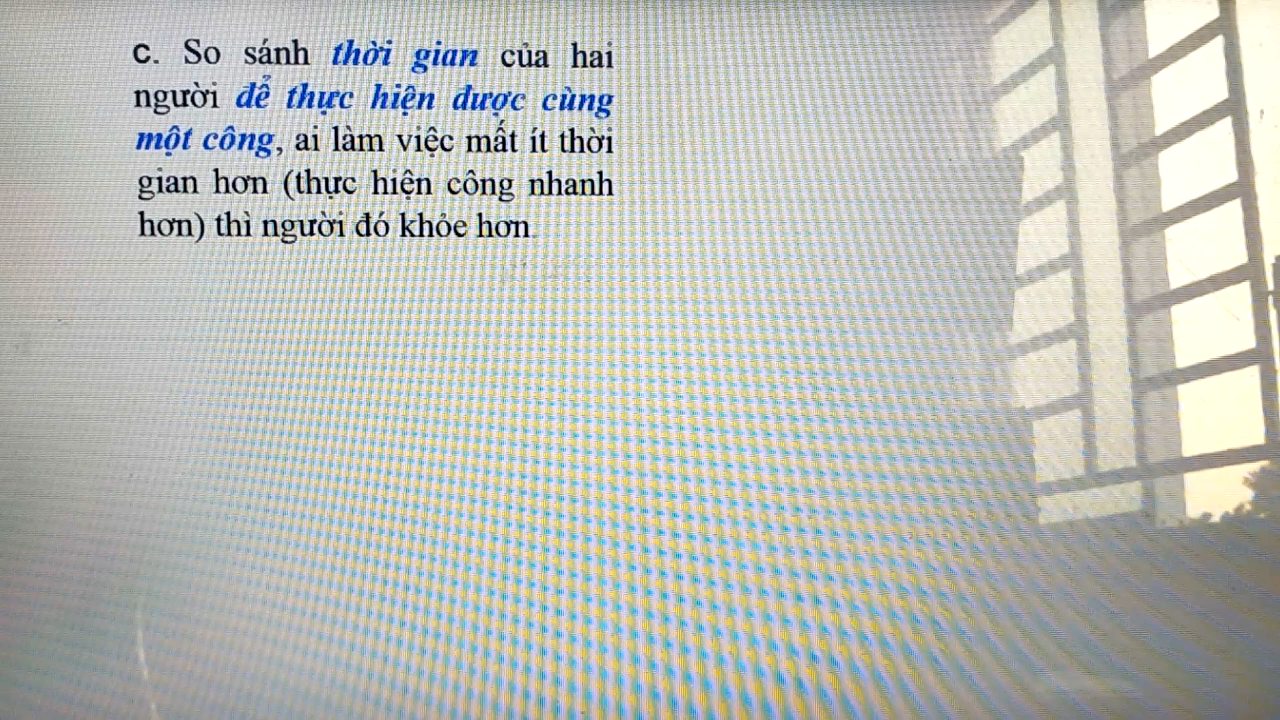 c. So sánh thời gian của hai
người để thực hiện được cùng
một công, ai làm việc mất ít thời
gian hơn (thực hiện công nhanh
hơn) thì người đó khỏe hơn.